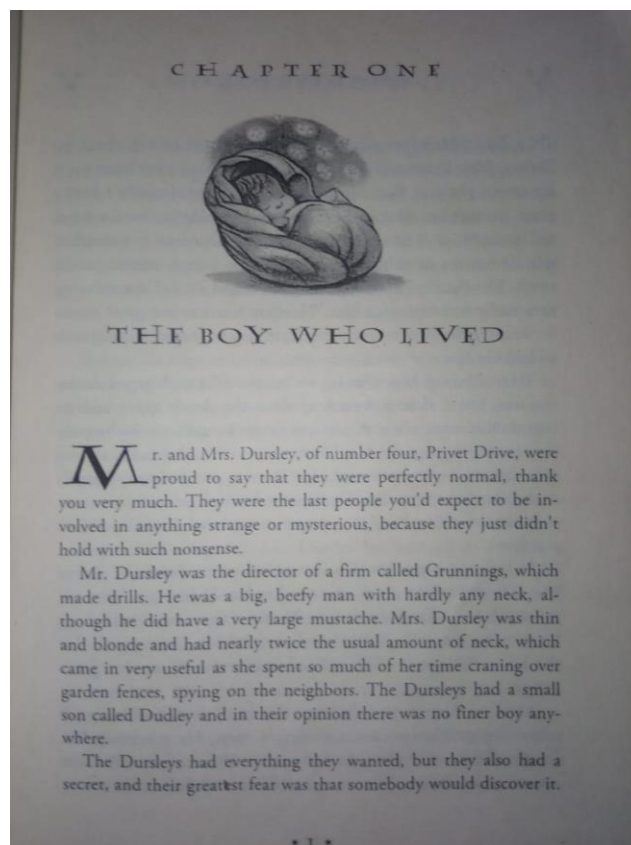 CHAPTER ONE
THE BOY WHO LIVED
Mr. and Mrs. Dursley, of number four, Privet Drive, were
proud to say that they were perfectly normal, thank
you very much. They were the last people you'd expect to be in-
volved in anything strange or mysterious, because they just didn't
hold with such nonsense.
Mr. Dursley was the director of a firm called Grunnings, which
made drills. He was a big, beefy man with hardly any neck, al-
though he did have a very large mustache. Mrs. Dursley was thin
and blonde and had nearly twice the usual amount of neck, which
came in very useful as she spent so much of her time craning over
garden fences, spying on the neighbors. The Dursleys had a small
son called Dudley and in their opinion there was no finer boy any-
where.
The Dursleys had everything they wanted, but they also had a
secret, and their greatest fear was that somebody would discover it.
• 1 •